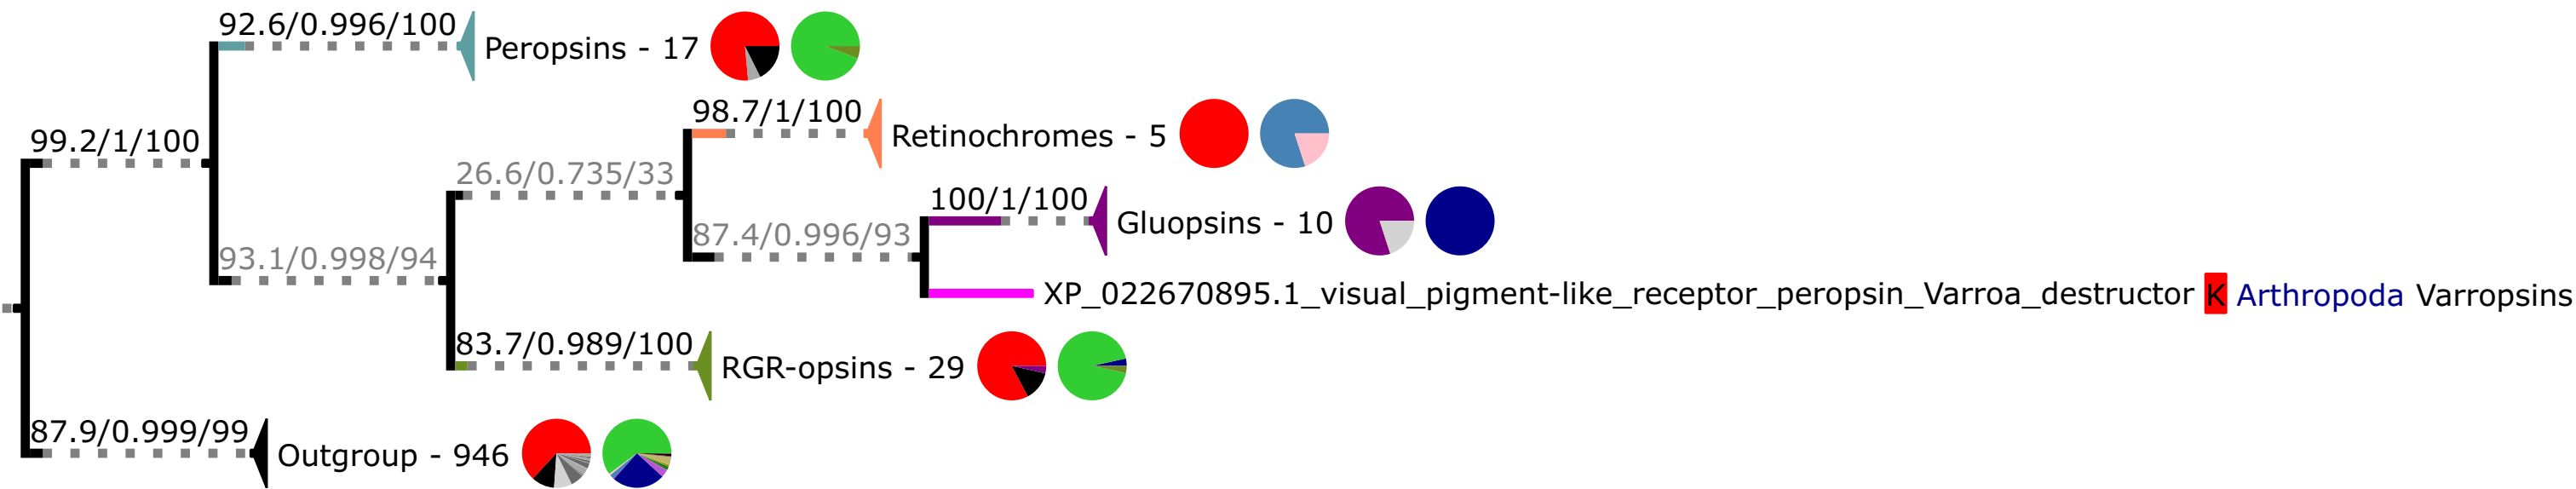 92.6/0.996/100
Peropsins - 17
98.7/1/100
Retinochromes - 5
99.2/1/100
26.6/0.735/33
100/1/100
Gluopsins - 10
87.4/0.996/93
93.1/0.998/94
XP_022670895.1_visual_pigment-like_receptor_peropsin_Varroa_destructor K Arthropoda Varropsins
83.7/0.989/100
RGR-opsins - 29
87.9/0.999/99
Outgroup - 946